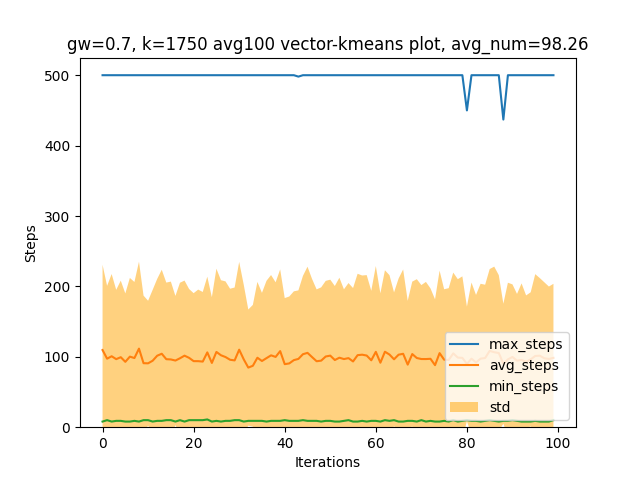 gw=0.7, k=1750 avg100 vector-kmeans plot, avg_num=98.26
500
400
300
200
100
0
Steps
max_steps
avg_steps
min_steps
std
0 20 40 60 80 100
Iterations